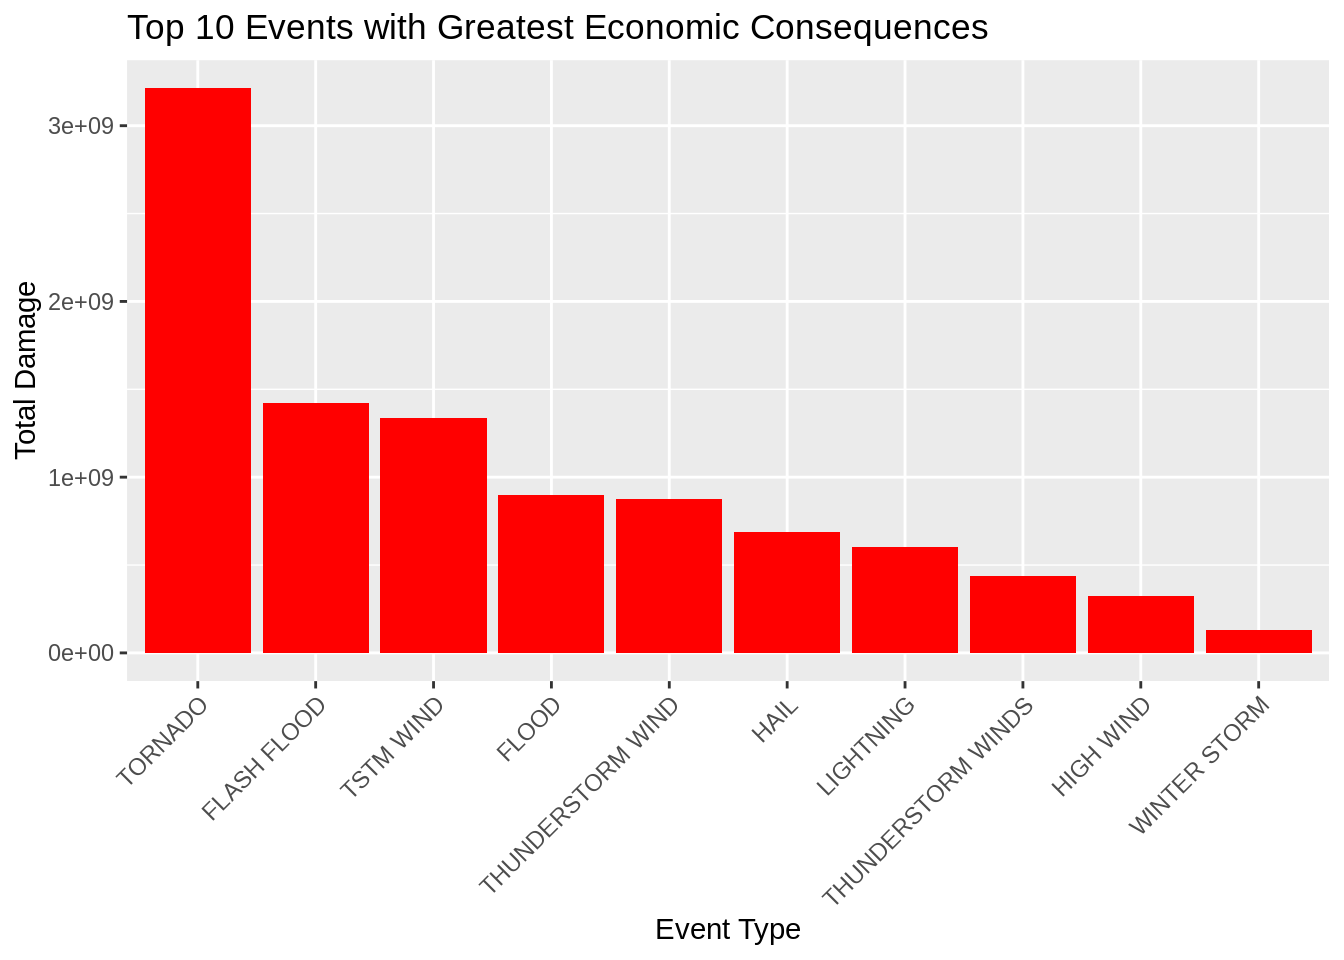 Top 10 Events with Greatest Economic Consequences
Total Damage
3e+09
2e+09
1e+09
0e+00
TORNADO
FLASH FLOOD
TSTM WIND
FLOOD
THUNDERSTORM WIND
HAIL
LIGHTNING
THUNDERSTORM WINDS
HIGH WIND
WINTER STORM
Event Type